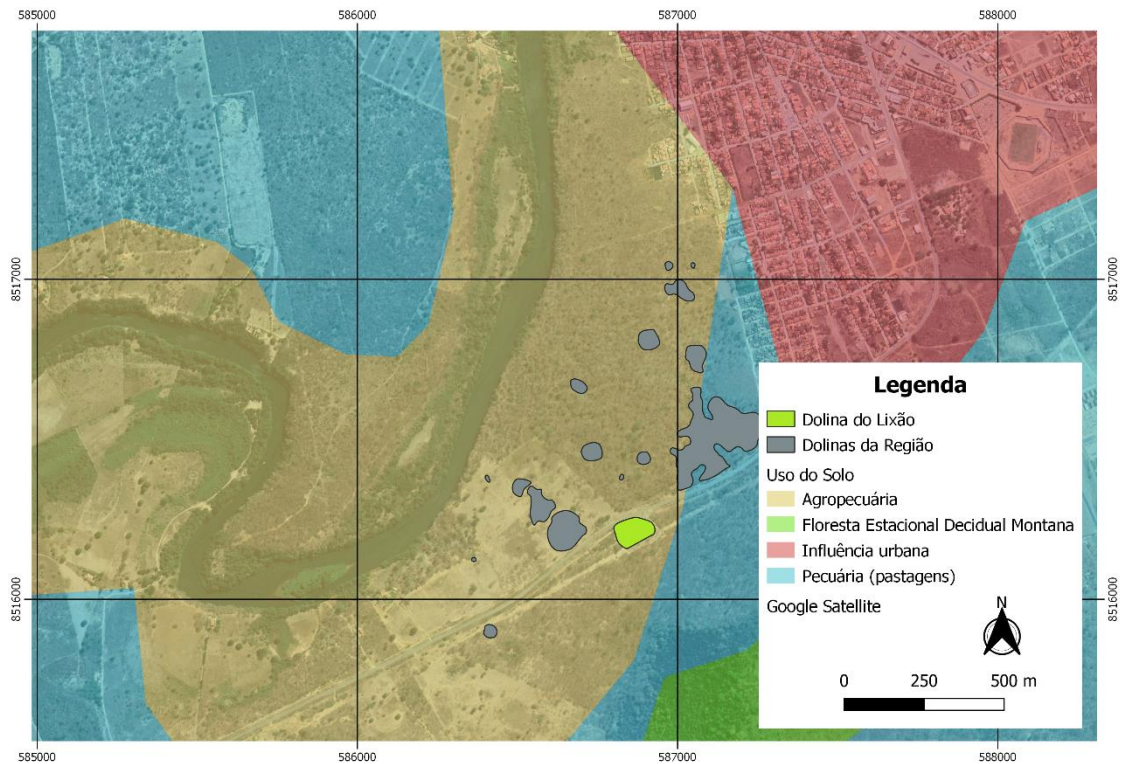 585000
586000
587000
588000
8517000
8517000
8516000
8516000
Legenda
Dolina do Lixão
Dolinas da Região
Uso do Solo
Agropecuária
Floresta Estacional Decidual Montana
Influência urbana
Pecuária (pastagens)
Google Satellite
N
0 250 500 m
585000
586000
587000
588000